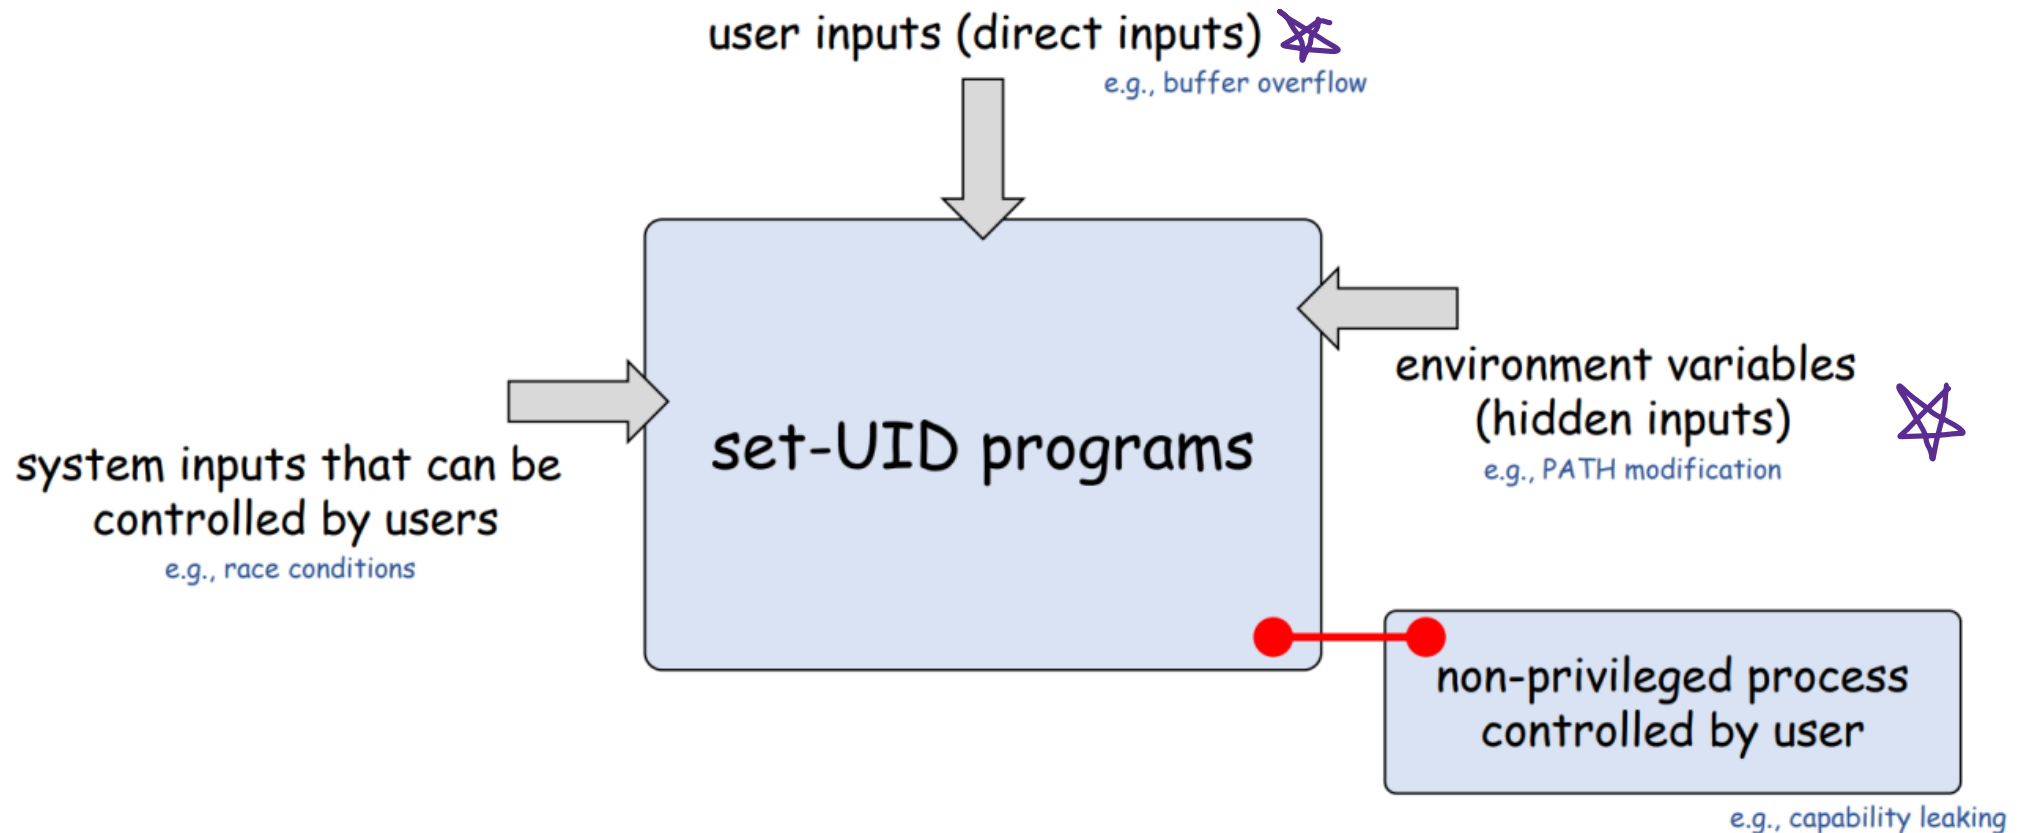 user inputs (direct inputs)
e.g., buffer overflow
environment variables
(hidden inputs)
e.g., PATH modification
system inputs that can be
controlled by users
e.g., race conditions
set-UID programs
non-privileged process
controlled by user
e.g., capability leaking